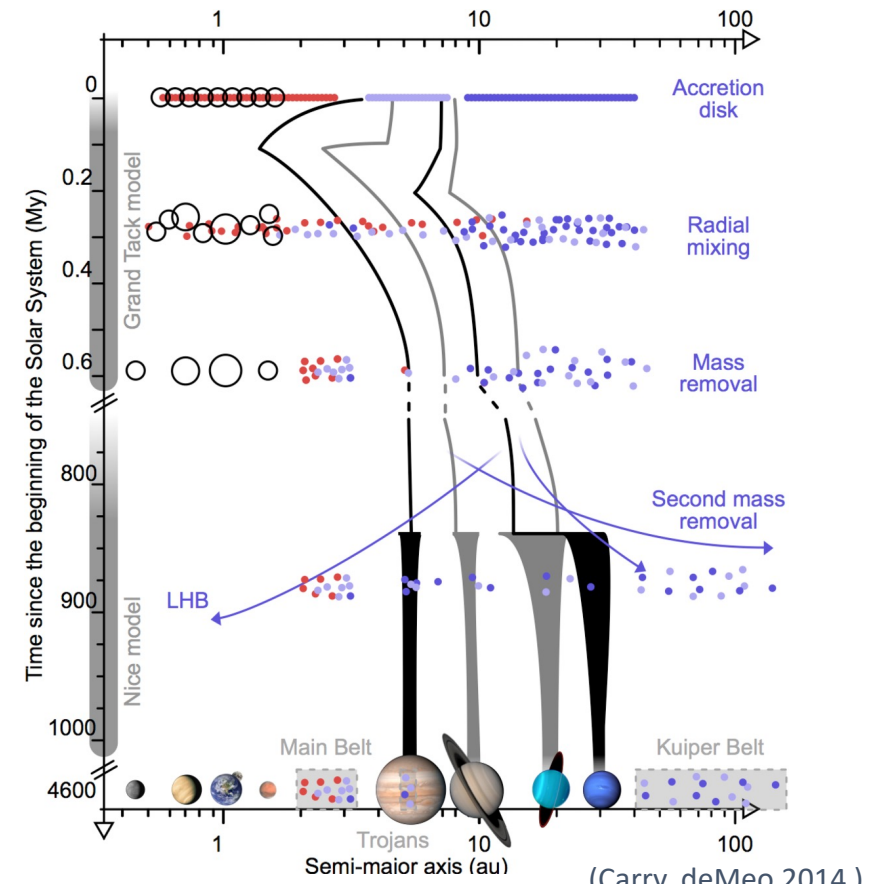 1 10 100
0
Accretion
disk
0.2
Radial
mixing
0.4
0.6
Mass
removal
Grand Tack model
Time since the beginning of the Solar System (My)
800
Second mass
removal
900
LHB
Nice model
1000
Main Belt
Kuiper Belt
4600
Trojans
1 10 100
Semi-maior axis (au)
(Carry, deMeo 2014 )